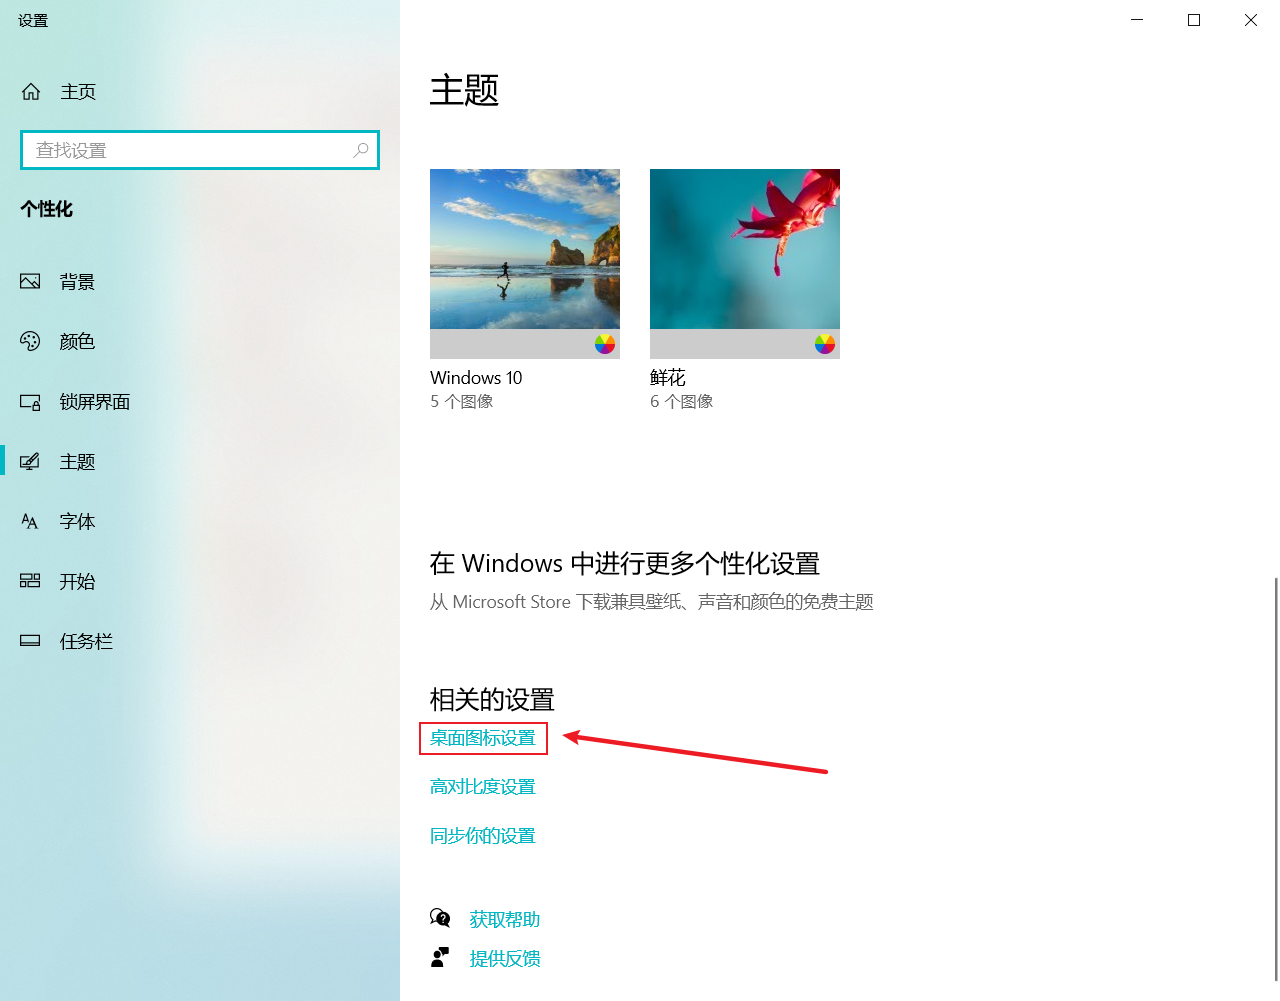 设置
主页
查找设置
个性化
背景
颜色
锁屏界面
主题
字体
开始
任务栏
主题
Windows 10
5 个图像
鲜花
6 个图像
在 Windows 中进行更多个性化设置
从 Microsoft Store 下载兼具壁纸、声音和颜色的免费主题
相关的设置
桌面图标设置
高对比度设置
同步你的设置
获取帮助
提供反馈